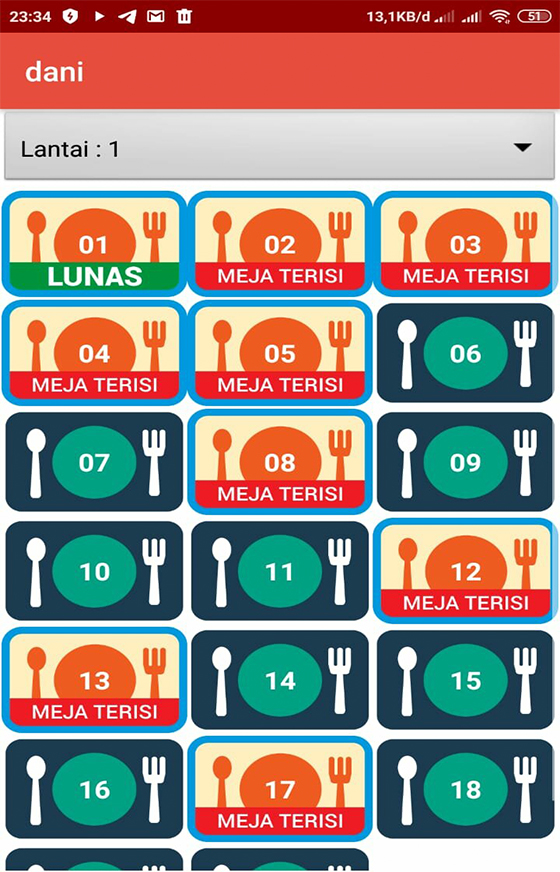 23:34 13,1KB/d 51
dani
Lantai : 1
01 02 03
LUNAS MEJA TERISI MEJA TERISI
04 05 06
MEJA TERISI MEJA TERISI
07 08 09
MEJA TERISI
10 11 12
MEJA TERISI
13 14 15
MEJA TERISI
16 17 18
MEJA TERISI